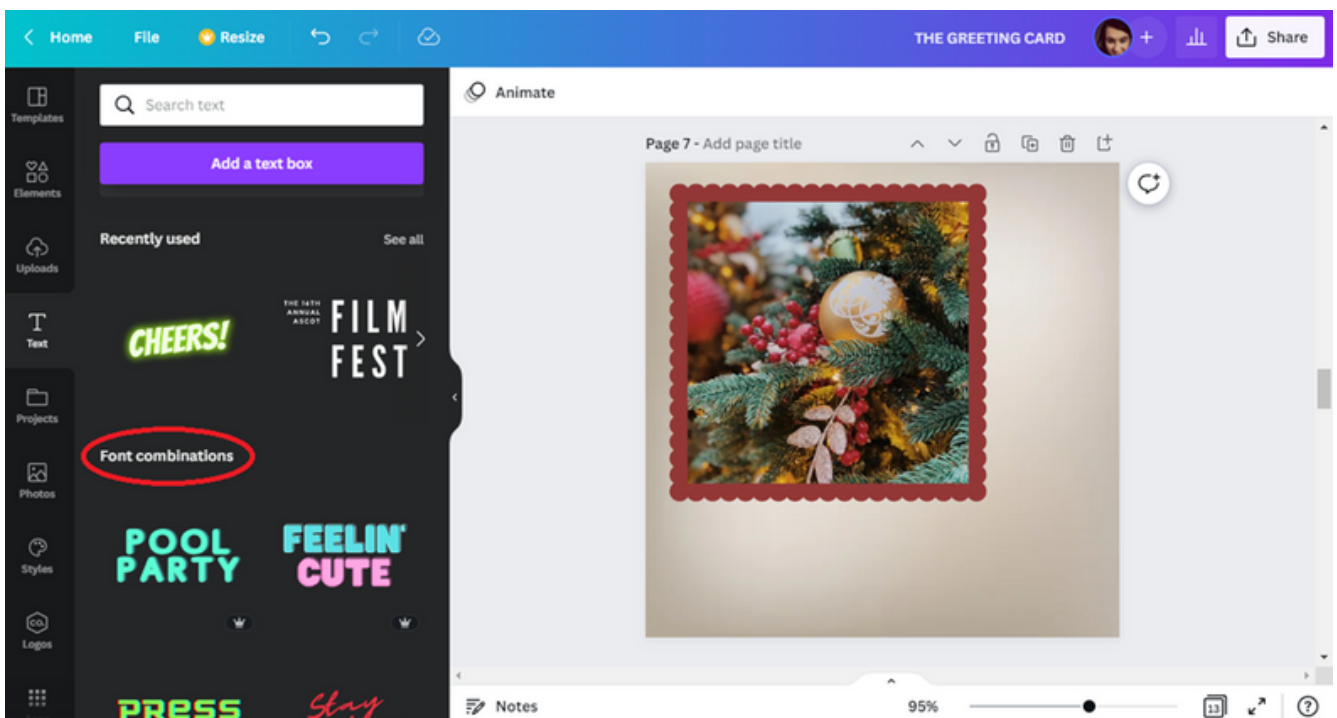 Home File Resize THE GREETING CARD + Share
Templates
Elements
Uploads
Text
Projects
Photos
Styles
CO.
Logos
Search text
Add a text box
Recently used See all
CHEERS!
THE 14TH
ANNUAL
ASCOT
FILM
FEST
Font combinations
POOL
PARTY
FEELIN'
CUTE
PRESS
Stay
Animate
Page 7 - Add page title
Notes 95% 13 ?